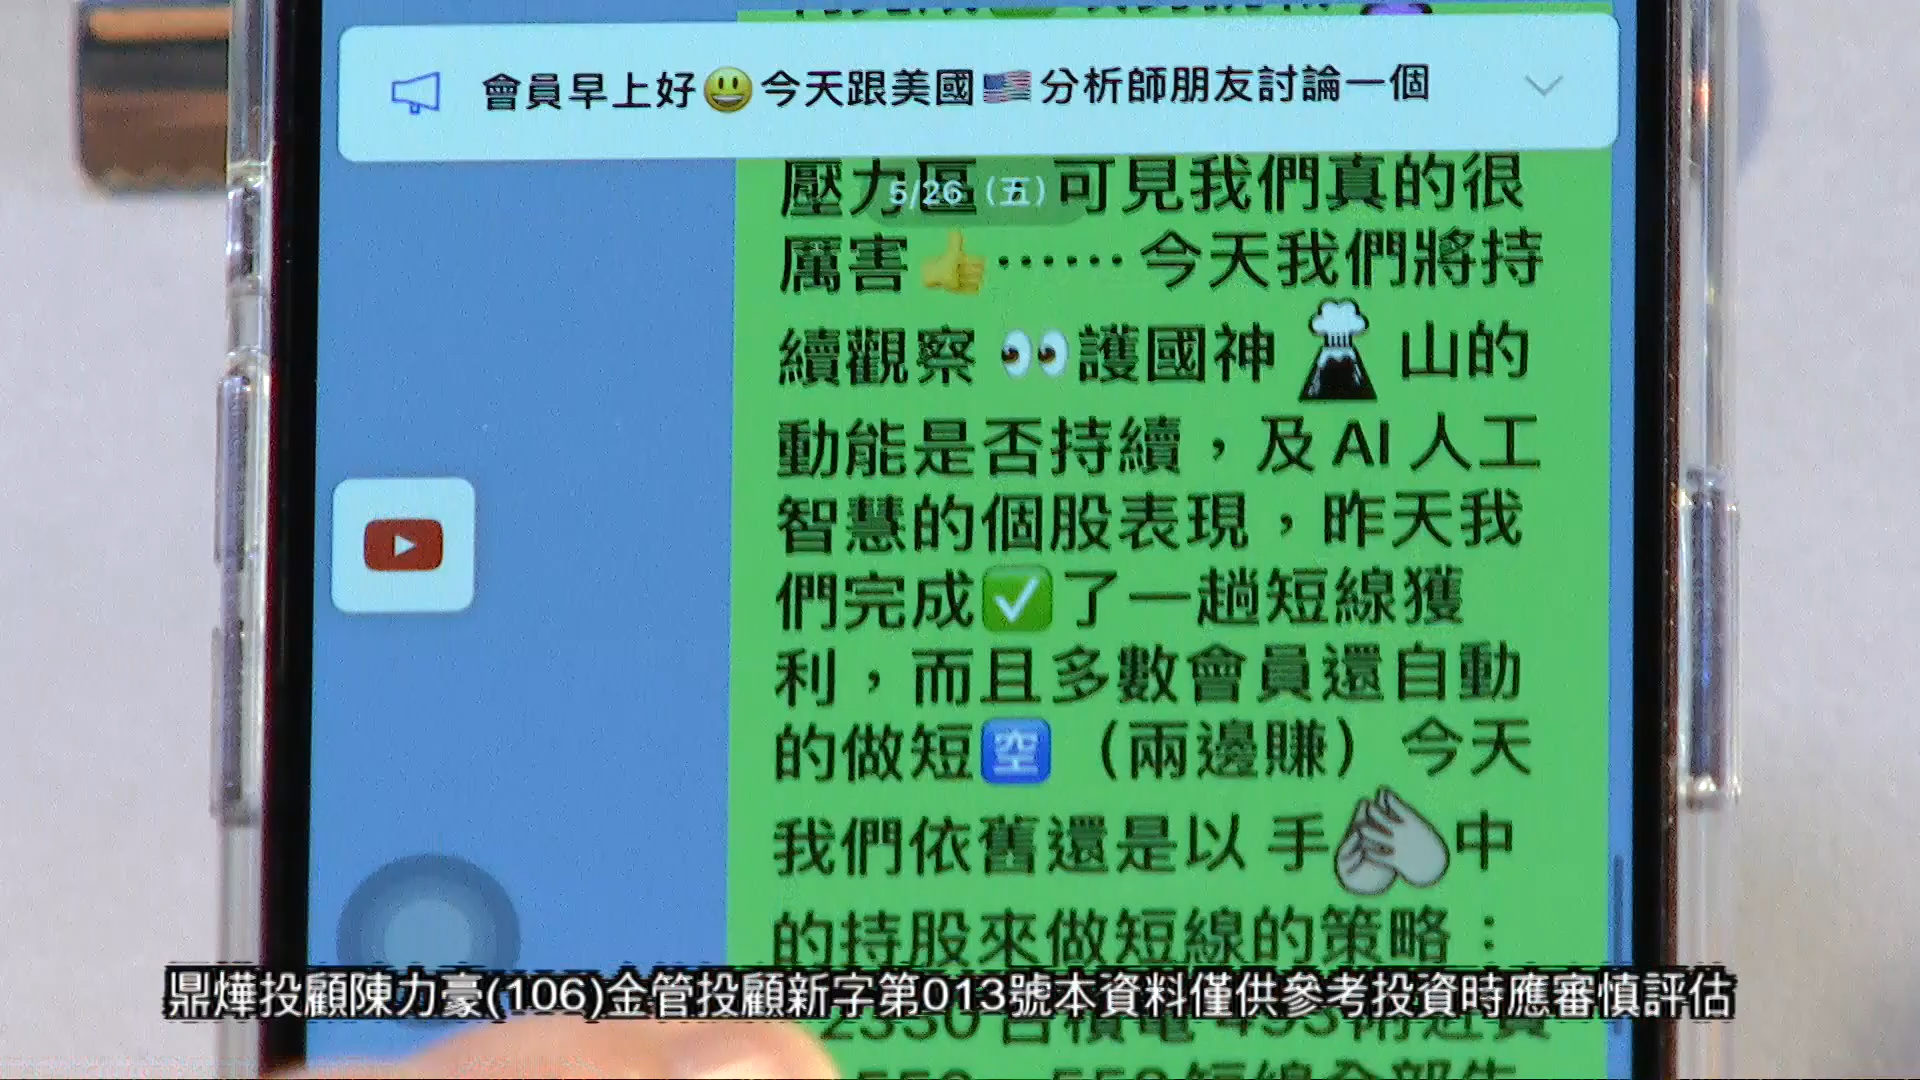 會員早上好😃今天跟美國🇺🇸分析師朋友討論一個
5/26（五）
壓力區 可見我們真的很
厲害👍⋯⋯今天我們將持
續觀察👀護國神🌋山的
動能是否持續，及 AI 人工
智慧的個股表現，昨天我
們完成✅了一趟短線獲
利，而且多數會員還自動
的做短🈳（兩邊賺）今天
我們依舊還是以 手中
的持股來做短線的策略：
鼎燁投顧陳力豪(106)金管投顧新字第013號本資料僅供參考投資時應審慎評估
2330 台積電